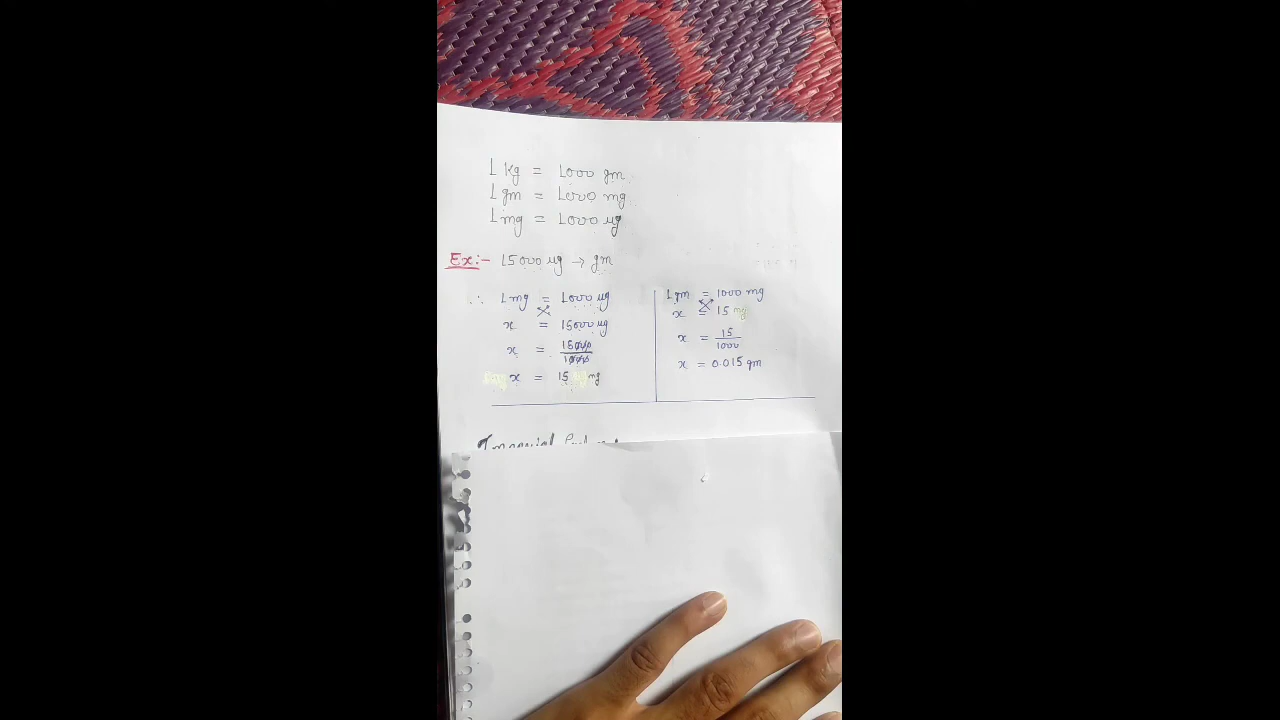 1 kg = 1000 gm
1 gm = 1000 mg
1 mg = 1000 ug
Ex:- 15000 ug → gm
∴ 1 mg = 1000 ug
x = 15000 ug
x = 15000/1000
x = 15 mg
1 gm = 1000 mg
x = 15 mg
x = 15/1000
x = 0.015 gm